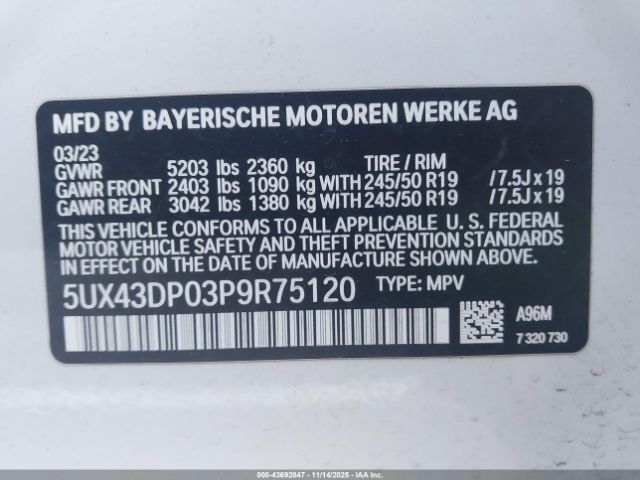 MFD BY BAYERISCHE MOTOREN WERKE AG
03/23
GVWR 5203 lbs 2360 kg TIRE / RIM
GAWR FRONT 2403 lbs 1090 kg WITH 245/50 R19 /7.5J x 19
GAWR REAR 3042 lbs 1380 kg WITH 245/50 R19 /7.5J x 19
THIS VEHICLE CONFORMS TO ALL APPLICABLE U. S. FEDERAL
MOTOR VEHICLE SAFETY AND THEFT PREVENTION STANDARDS
IN EFFECT ON THE DATE OF MANUFACTURE SHOWN ABOVE.
5UX43DP03P9R75120 TYPE: MPV
A96M
7 320 730
000-43692847 - 11/14/2025 - IAAI.com